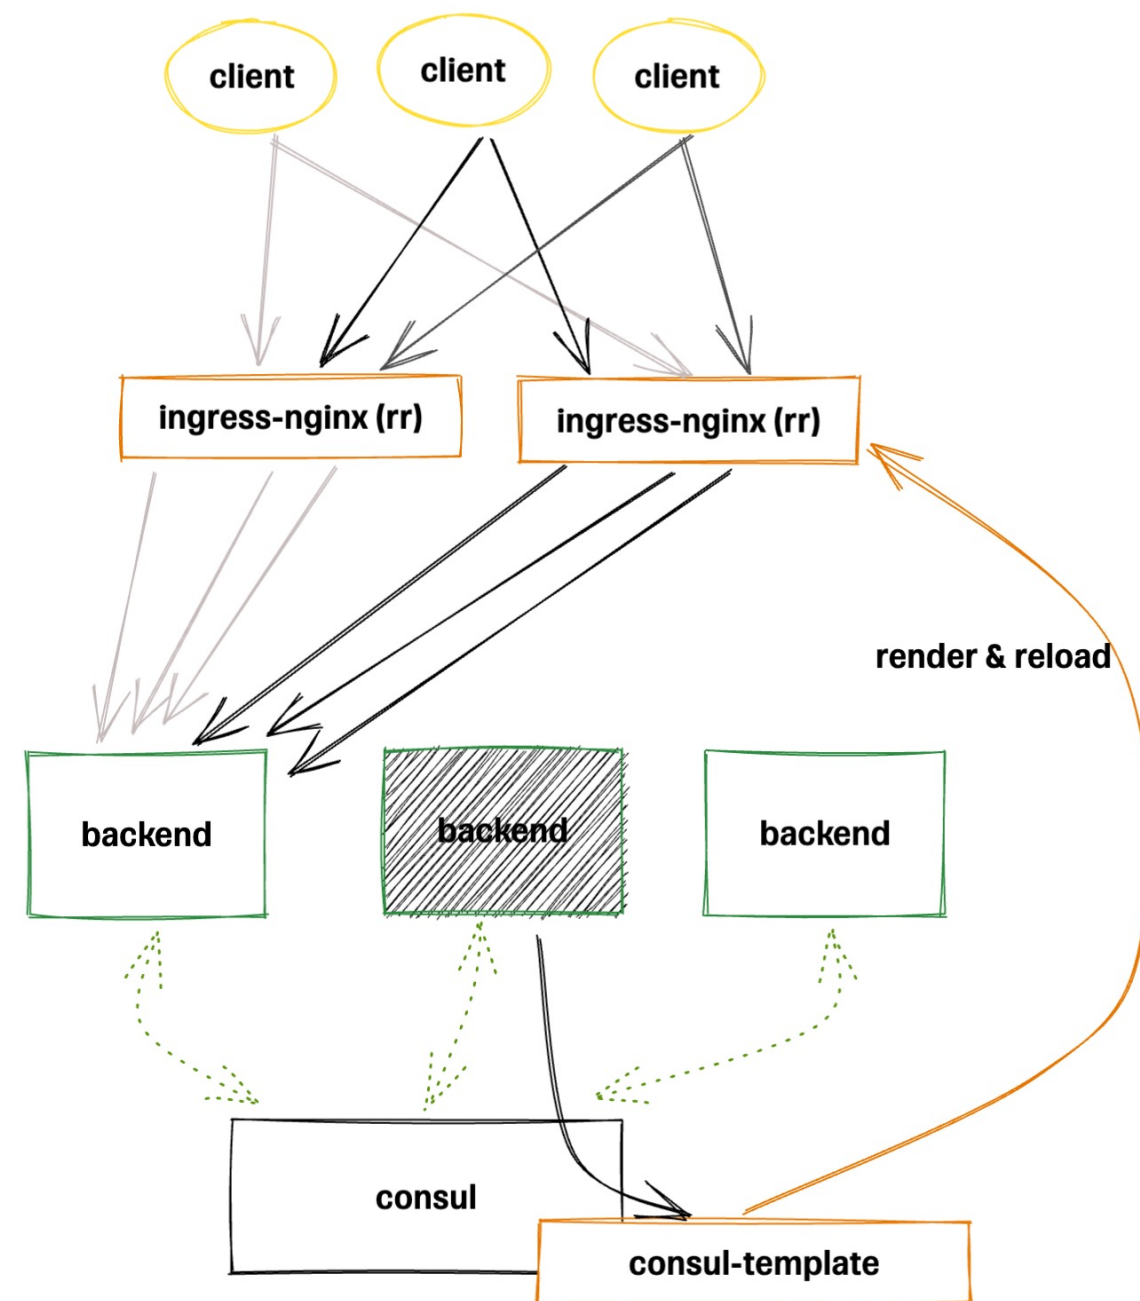 client
client
client
ingress-nginx (rr)
ingress-nginx (rr)
render & reload
backend
backend
backend
consul
consul-template